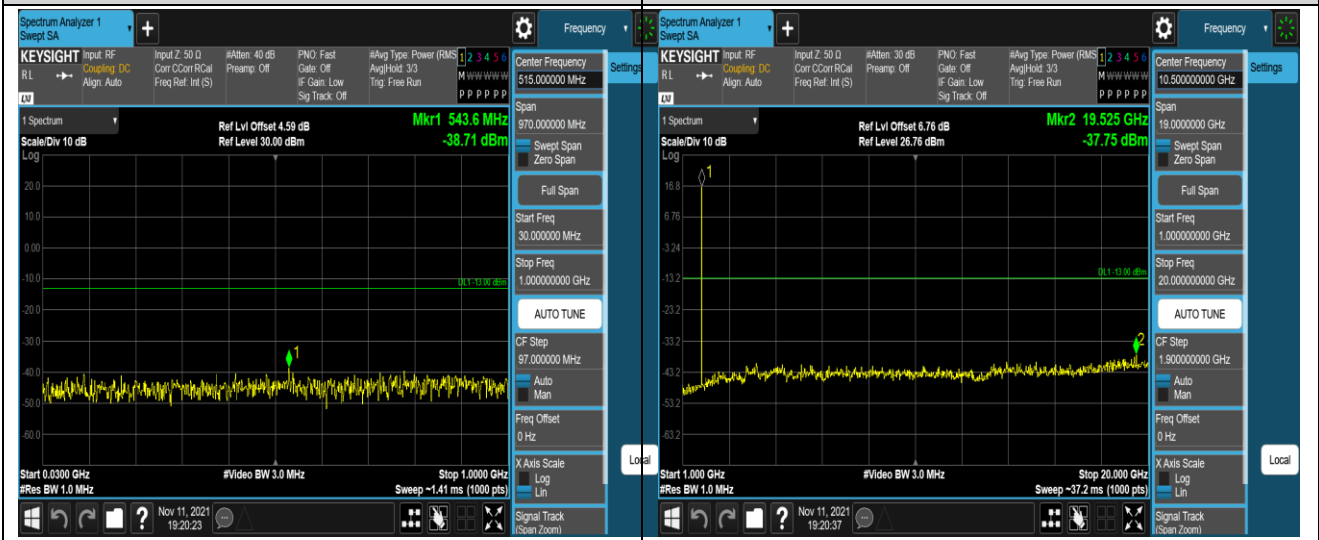 Spectrum Analyzer 1
Swept SA
+
Frequency
KEYSIGHT
RL
Input: RF
Coupling: DC
Align: Auto
Input Z: 50 Ω
Corr CCorr RCal
Freq Ref: Int (S)
#Atten: 40 dB
Preamp: Off
PNO: Fast
Gate: Off
IF Gain: Low
Sig Track: Off
#Avg Type: Power (RMS
Avg|Hold: 3/3
Trig: Free Run
1 2 3 4 5 6
M W W W W W
P P P P P P
Center Frequency
515.000000 MHz
Settings
1 Spectrum
Ref Lvl Offset 4.59 dB
Mkr1 543.6 MHz
Scale/Div 10 dB
Ref Level 30.00 dBm
-38.71 dBm
Log
20.0
10.0
0.00
-10.0
-20.0
-30.0
-40.0
-50.0
-60.0
DL1 -13.00 dBm
1
Start 0.0300 GHz
#Video BW 3.0 MHz
Stop 1.0000 GHz
#Res BW 1.0 MHz
Sweep ~1.41 ms (1000 pts)
Span
970.000000 MHz
Swept Span
Zero Span
Full Span
Start Freq
30.000000 MHz
Stop Freq
1.000000000 GHz
AUTO TUNE
CF Step
97.000000 MHz
Auto
Man
Freq Offset
0 Hz
X Axis Scale
Log
Lin
Signal Track
(Span Zoom)
Local
?
Nov 11, 2021
19:20:23
Spectrum Analyzer 1
Swept SA
+
Frequency
KEYSIGHT
RL
Input: RF
Coupling: DC
Align: Auto
Input Z: 50 Ω
Corr CCorr RCal
Freq Ref: Int (S)
#Atten: 30 dB
Preamp: Off
PNO: Fast
Gate: Off
IF Gain: Low
Sig Track: Off
#Avg Type: Power (RMS
Avg|Hold: 3/3
Trig: Free Run
1 2 3 4 5 6
M W W W W W
P P P P P P
Center Frequency
10.500000000 GHz
Settings
1 Spectrum
Ref Lvl Offset 6.76 dB
Mkr2 19.525 GHz
Scale/Div 10 dB
Ref Level 26.76 dBm
-37.75 dBm
Log
16.8
6.76
-3.24
-13.2
-23.2
-33.2
-43.2
-53.2
-63.2
1
DL1 -13.00 dBm
2
Start 1.000 GHz
#Video BW 3.0 MHz
Stop 20.000 GHz
#Res BW 1.0 MHz
Sweep ~37.2 ms (1000 pts)
Span
19.0000000 GHz
Swept Span
Zero Span
Full Span
Start Freq
1.000000000 GHz
Stop Freq
20.000000000 GHz
AUTO TUNE
CF Step
1.900000000 GHz
Auto
Man
Freq Offset
0 Hz
X Axis Scale
Log
Lin
Signal Track
(Span Zoom)
Local
?
Nov 11, 2021
19:20:37